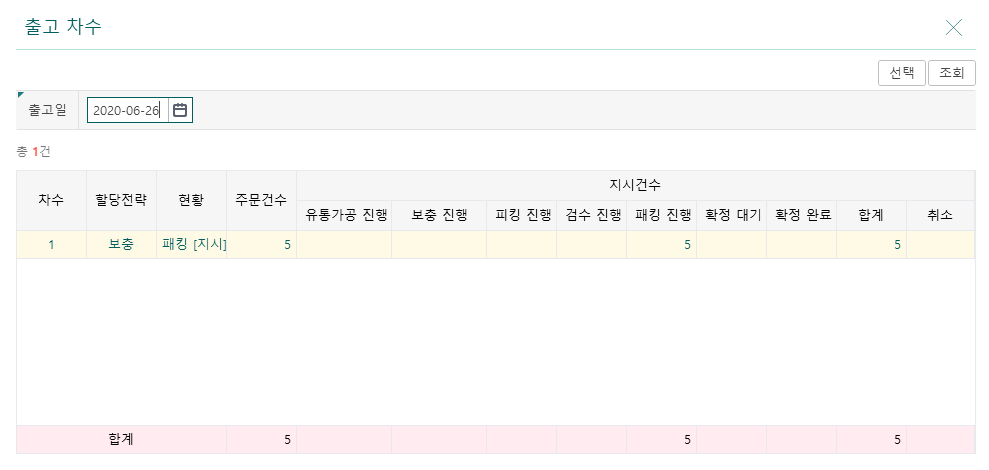 출고 차수
선택 조회
출고일 2020-06-26
총 1건
차수 할당전략 현황 주문건수 지시건수
유통가공 진행 보충 진행 피킹 진행 검수 진행 패킹 진행 확정 대기 확정 완료 합계 취소
1 보충 패킹 [지시] 5 5 5
합계 5 5 5